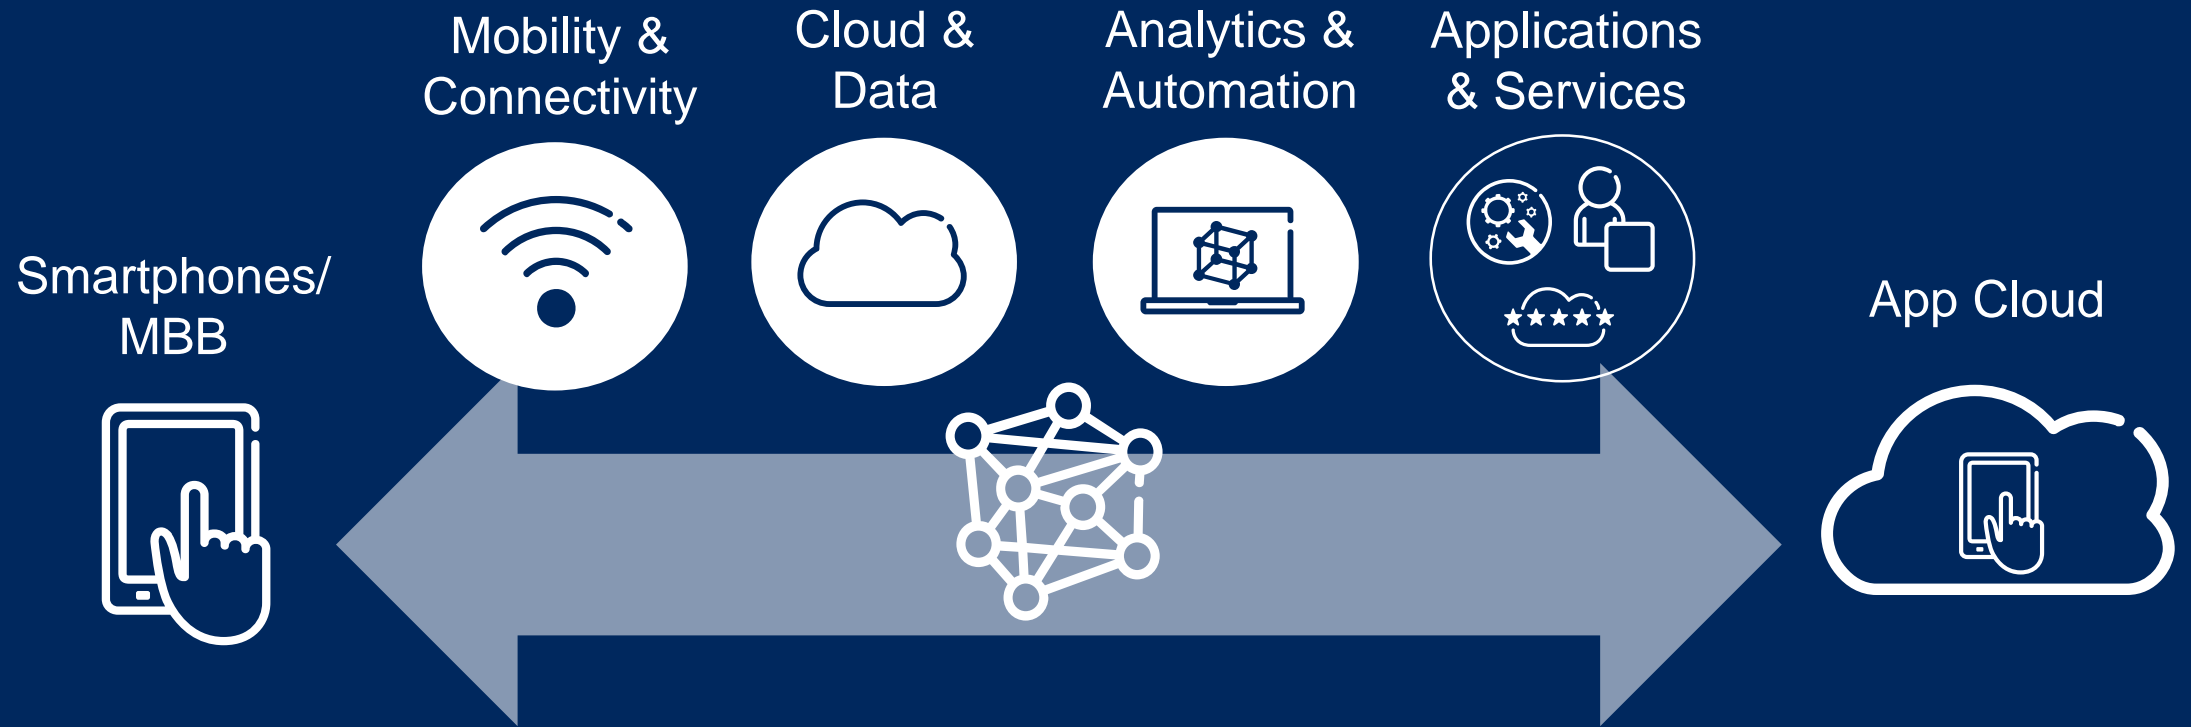 Mobility &
Connectivity
Cloud &
Data
Analytics &
Automation
Applications
& Services
Smartphones/
MBB
App Cloud